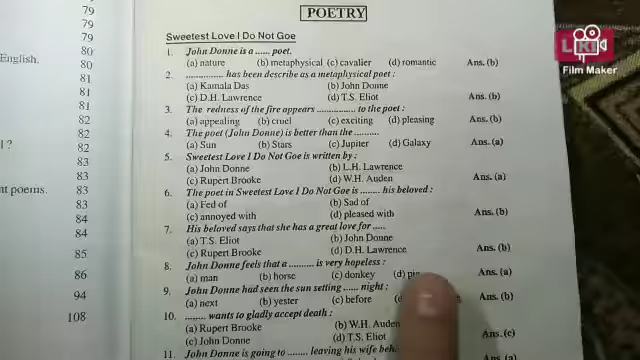 79
79
79
80
80
81
81
81
82
82
82
83
83
83
84
84
85
86
94
108
English.
l ?
nt poems.
POETRY
Sweetest Love I Do Not Goe
1. John Donne is a ...... poet.
(a) nature (b) metaphysical (c) cavalier (d) romantic Ans. (b)
2. .............. has been describe as a metaphysical poet :
(a) Kamala Das (b) John Donne
(c) D.H. Lawrence (d) T.S. Eliot Ans. (b)
3. The redness of the fire appears .............. to the poet :
(a) appealing (b) cruel (c) exciting (d) pleasing Ans. (b)
4. The poet (John Donne) is better than the ..........
(a) Sun (b) Stars (c) Jupiter (d) Galaxy Ans. (a)
5. Sweetest Love I Do Not Goe is written by :
(a) John Donne (b) L.H. Lawrence
(c) Rupert Brooke (d) W.H. Auden Ans. (a)
6. The poet in Sweetest Love I Do Not Goe is ........ his beloved :
(a) Fed of (b) Sad of
(c) annoyed with (d) pleased with Ans. (b)
7. His beloved says that she has a great love for .....
(a) T.S. Eliot (b) John Donne
(c) Rupert Brooke (d) D.H. Lawrence Ans. (b)
8. John Donne feels that a .......... is very hopeless :
(a) man (b) horse (c) donkey (d) Ans. (a)
9. John Donne had seen the sun setting ...... night :
(a) next (b) yester (c) before Ans. (b)
10. ........ wants to gladly accept death :
(a) Rupert Brooke (b) W.H. Auden
(c) John Donne (d) T.S. Eliot Ans. (c)
11. John Donne is going to ........ leaving his wife
Film Maker